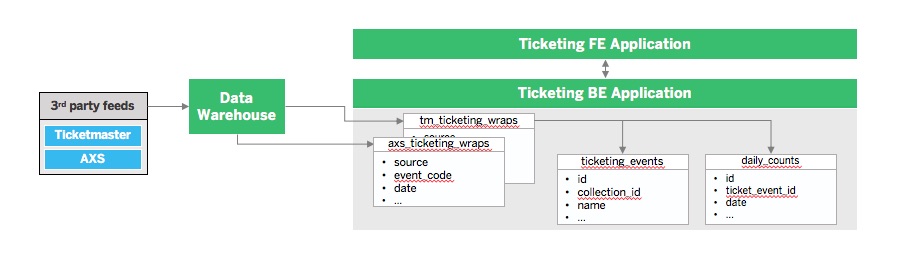 Ticketing FE Application
3rd party feeds
Ticketmaster
AXS
Data
Warehouse
Ticketing BE Application
tm_ticketing_wraps
• source
axs_ticketing_wraps
• source
• event_code
• date
• ...
ticketing_events
• id
• collection_id
• name
• ...
daily_counts
• id
• ticket_event_id
• date
• ...